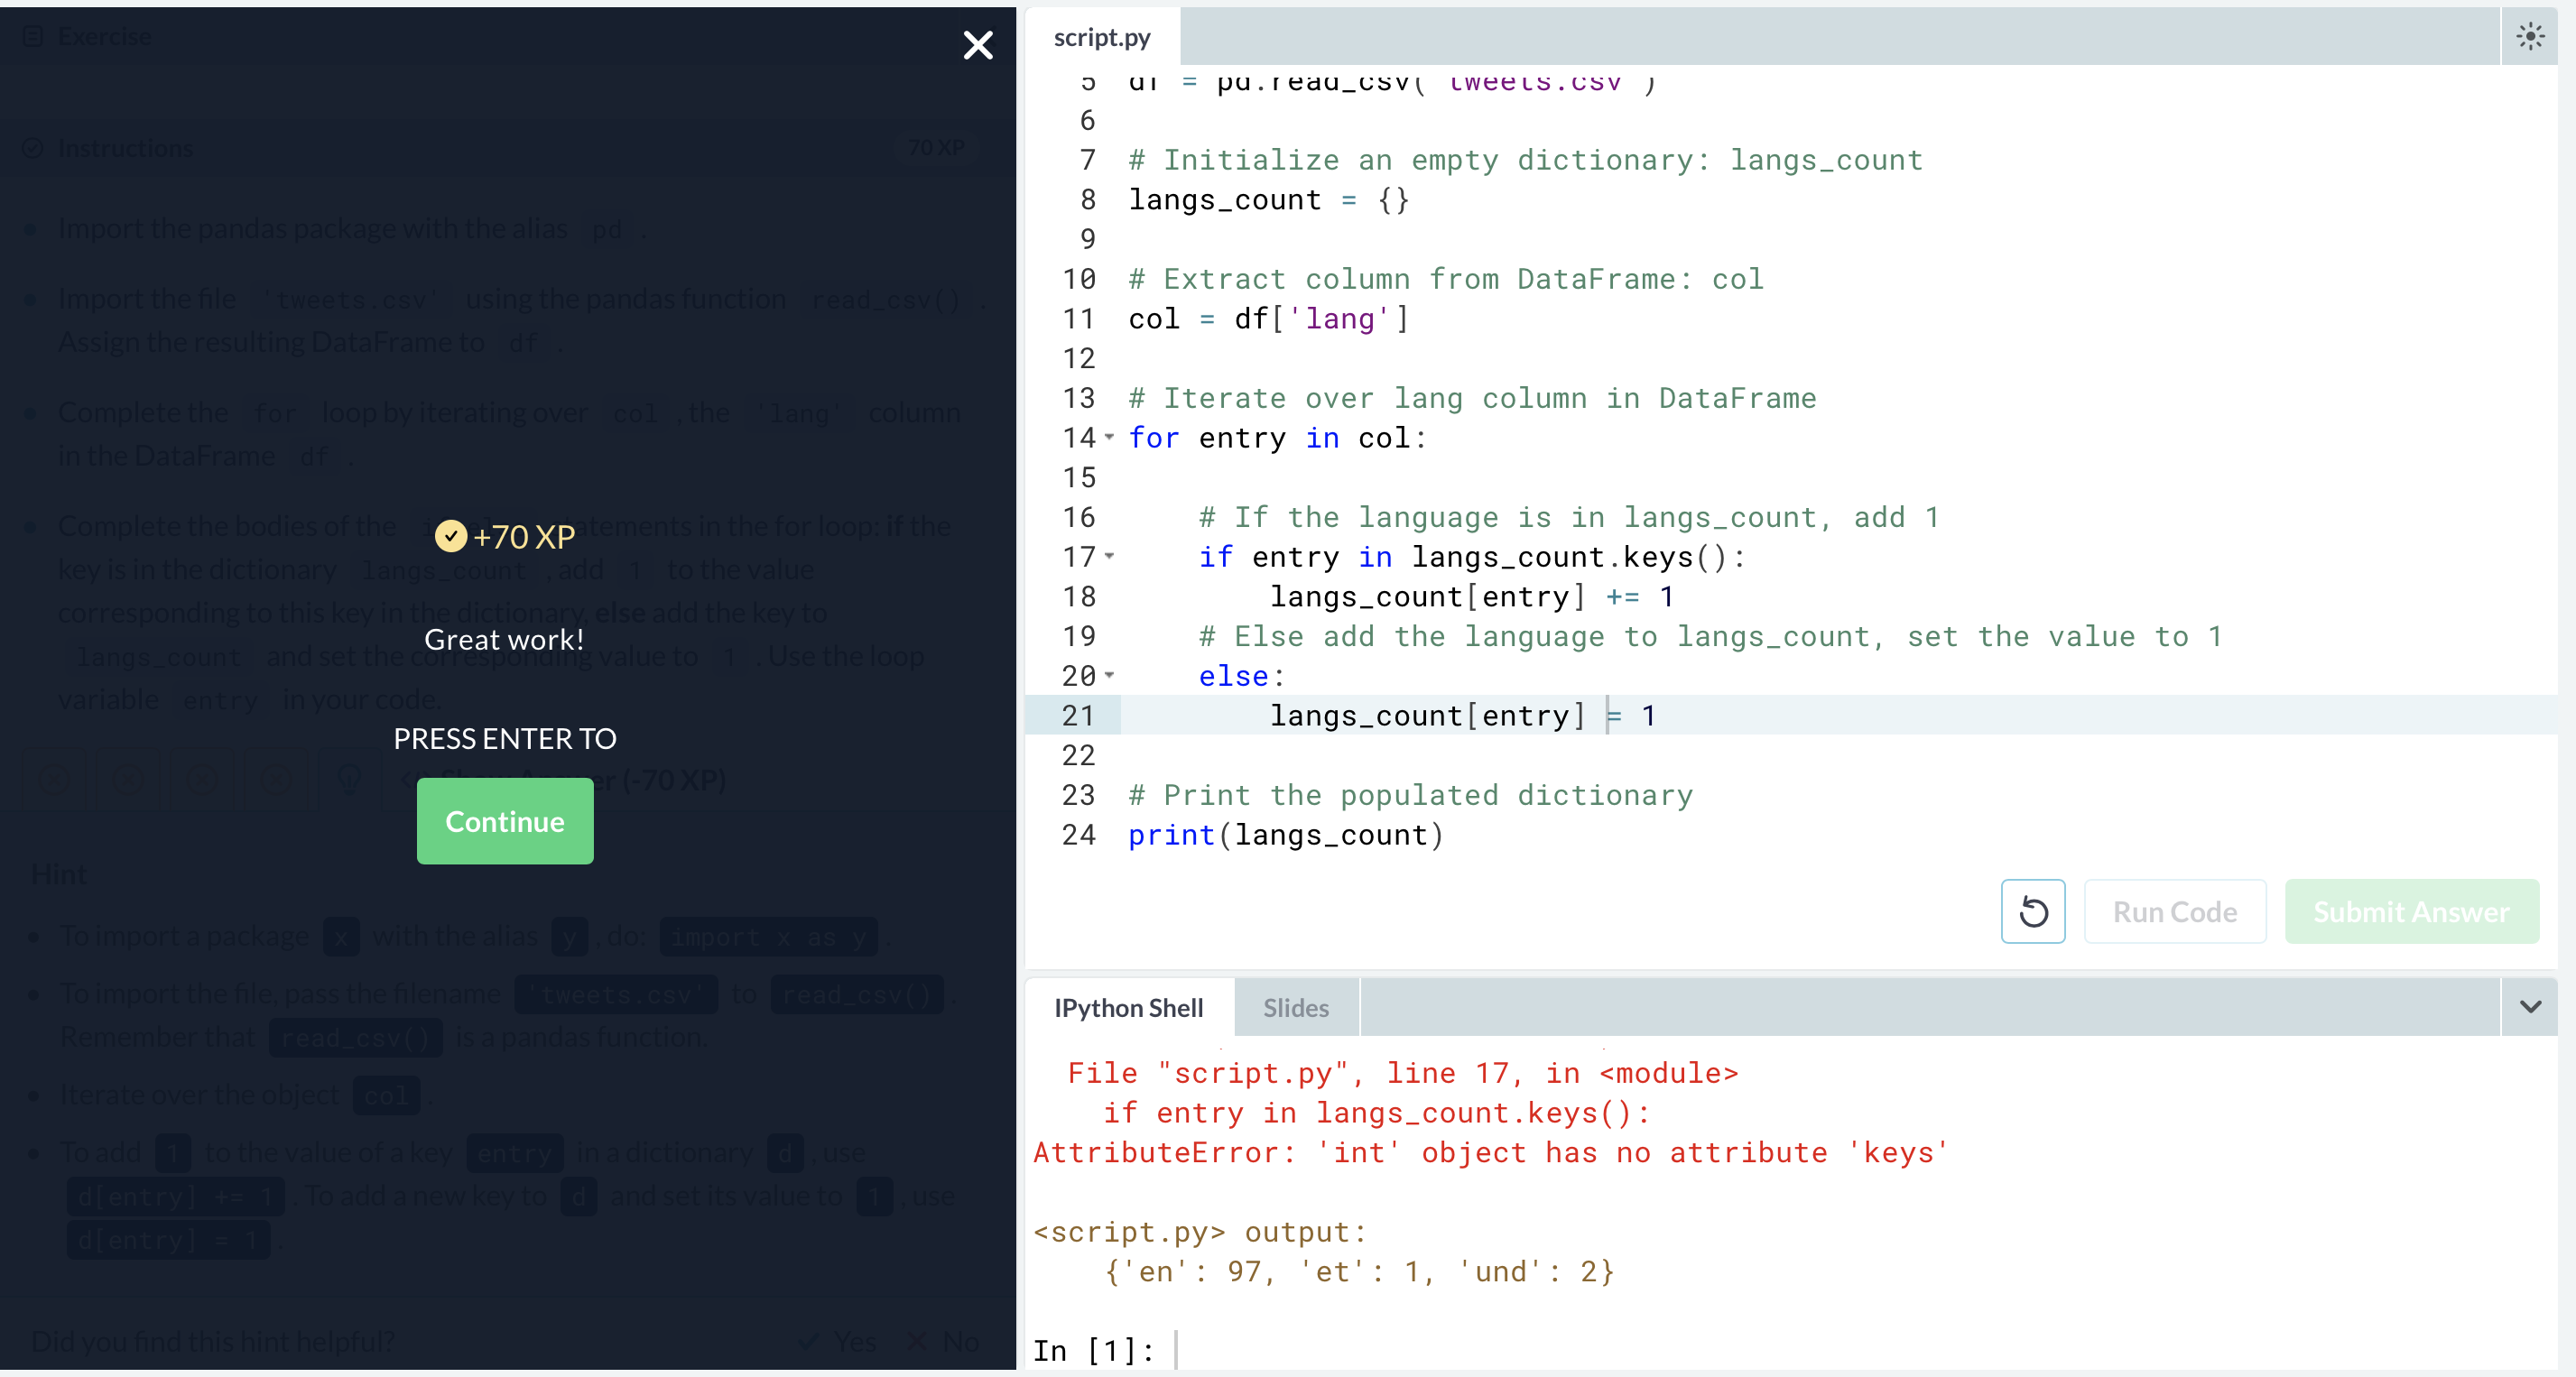 Exercise
Instructions
70 XP
Import the pandas package with the alias pd .
Import the file 'tweets.csv' using the pandas function read_csv() .
Assign the resulting DataFrame to df .
Complete the for loop by iterating over col , the 'lang' column
in the DataFrame df .
Complete the bodies of the statements in the for loop: if the
key is in the dictionary langs_count , add 1 to the value
corresponding to this key in the dictionary, else add the key to
langs_count and set the corresponding value to 1 . Use the loop
variable entry in your code.
+70 XP
Great work!
PRESS ENTER TO
Continue
Show Answer (-70 XP)
Hint
To import a package x with the alias y , do: import x as y .
To import the file, pass the filename 'tweets.csv' to read_csv() .
Remember that read_csv() is a pandas function.
Iterate over the object col .
To add 1 to the value of a key entry in a dictionary d , use
d[entry] += 1 . To add a new key to d and set its value to 1 , use
d[entry] = 1 .
Did you find this hint helpful? Yes No
script.py
5 df = pd.read_csv('tweets.csv')
6
7 # Initialize an empty dictionary: langs_count
8 langs_count = {}
9
10 # Extract column from DataFrame: col
11 col = df['lang']
12
13 # Iterate over lang column in DataFrame
14 for entry in col:
15
16 # If the language is in langs_count, add 1
17 if entry in langs_count.keys():
18 langs_count[entry] += 1
19 # Else add the language to langs_count, set the value to 1
20 else:
21 langs_count[entry] = 1
22
23 # Print the populated dictionary
24 print(langs_count)
Run Code
Submit Answer
IPython Shell
Slides
File "script.py", line 17, in <module>
if entry in langs_count.keys():
AttributeError: 'int' object has no attribute 'keys'
<script.py> output:
{'en': 97, 'et': 1, 'und': 2}
In [1]: